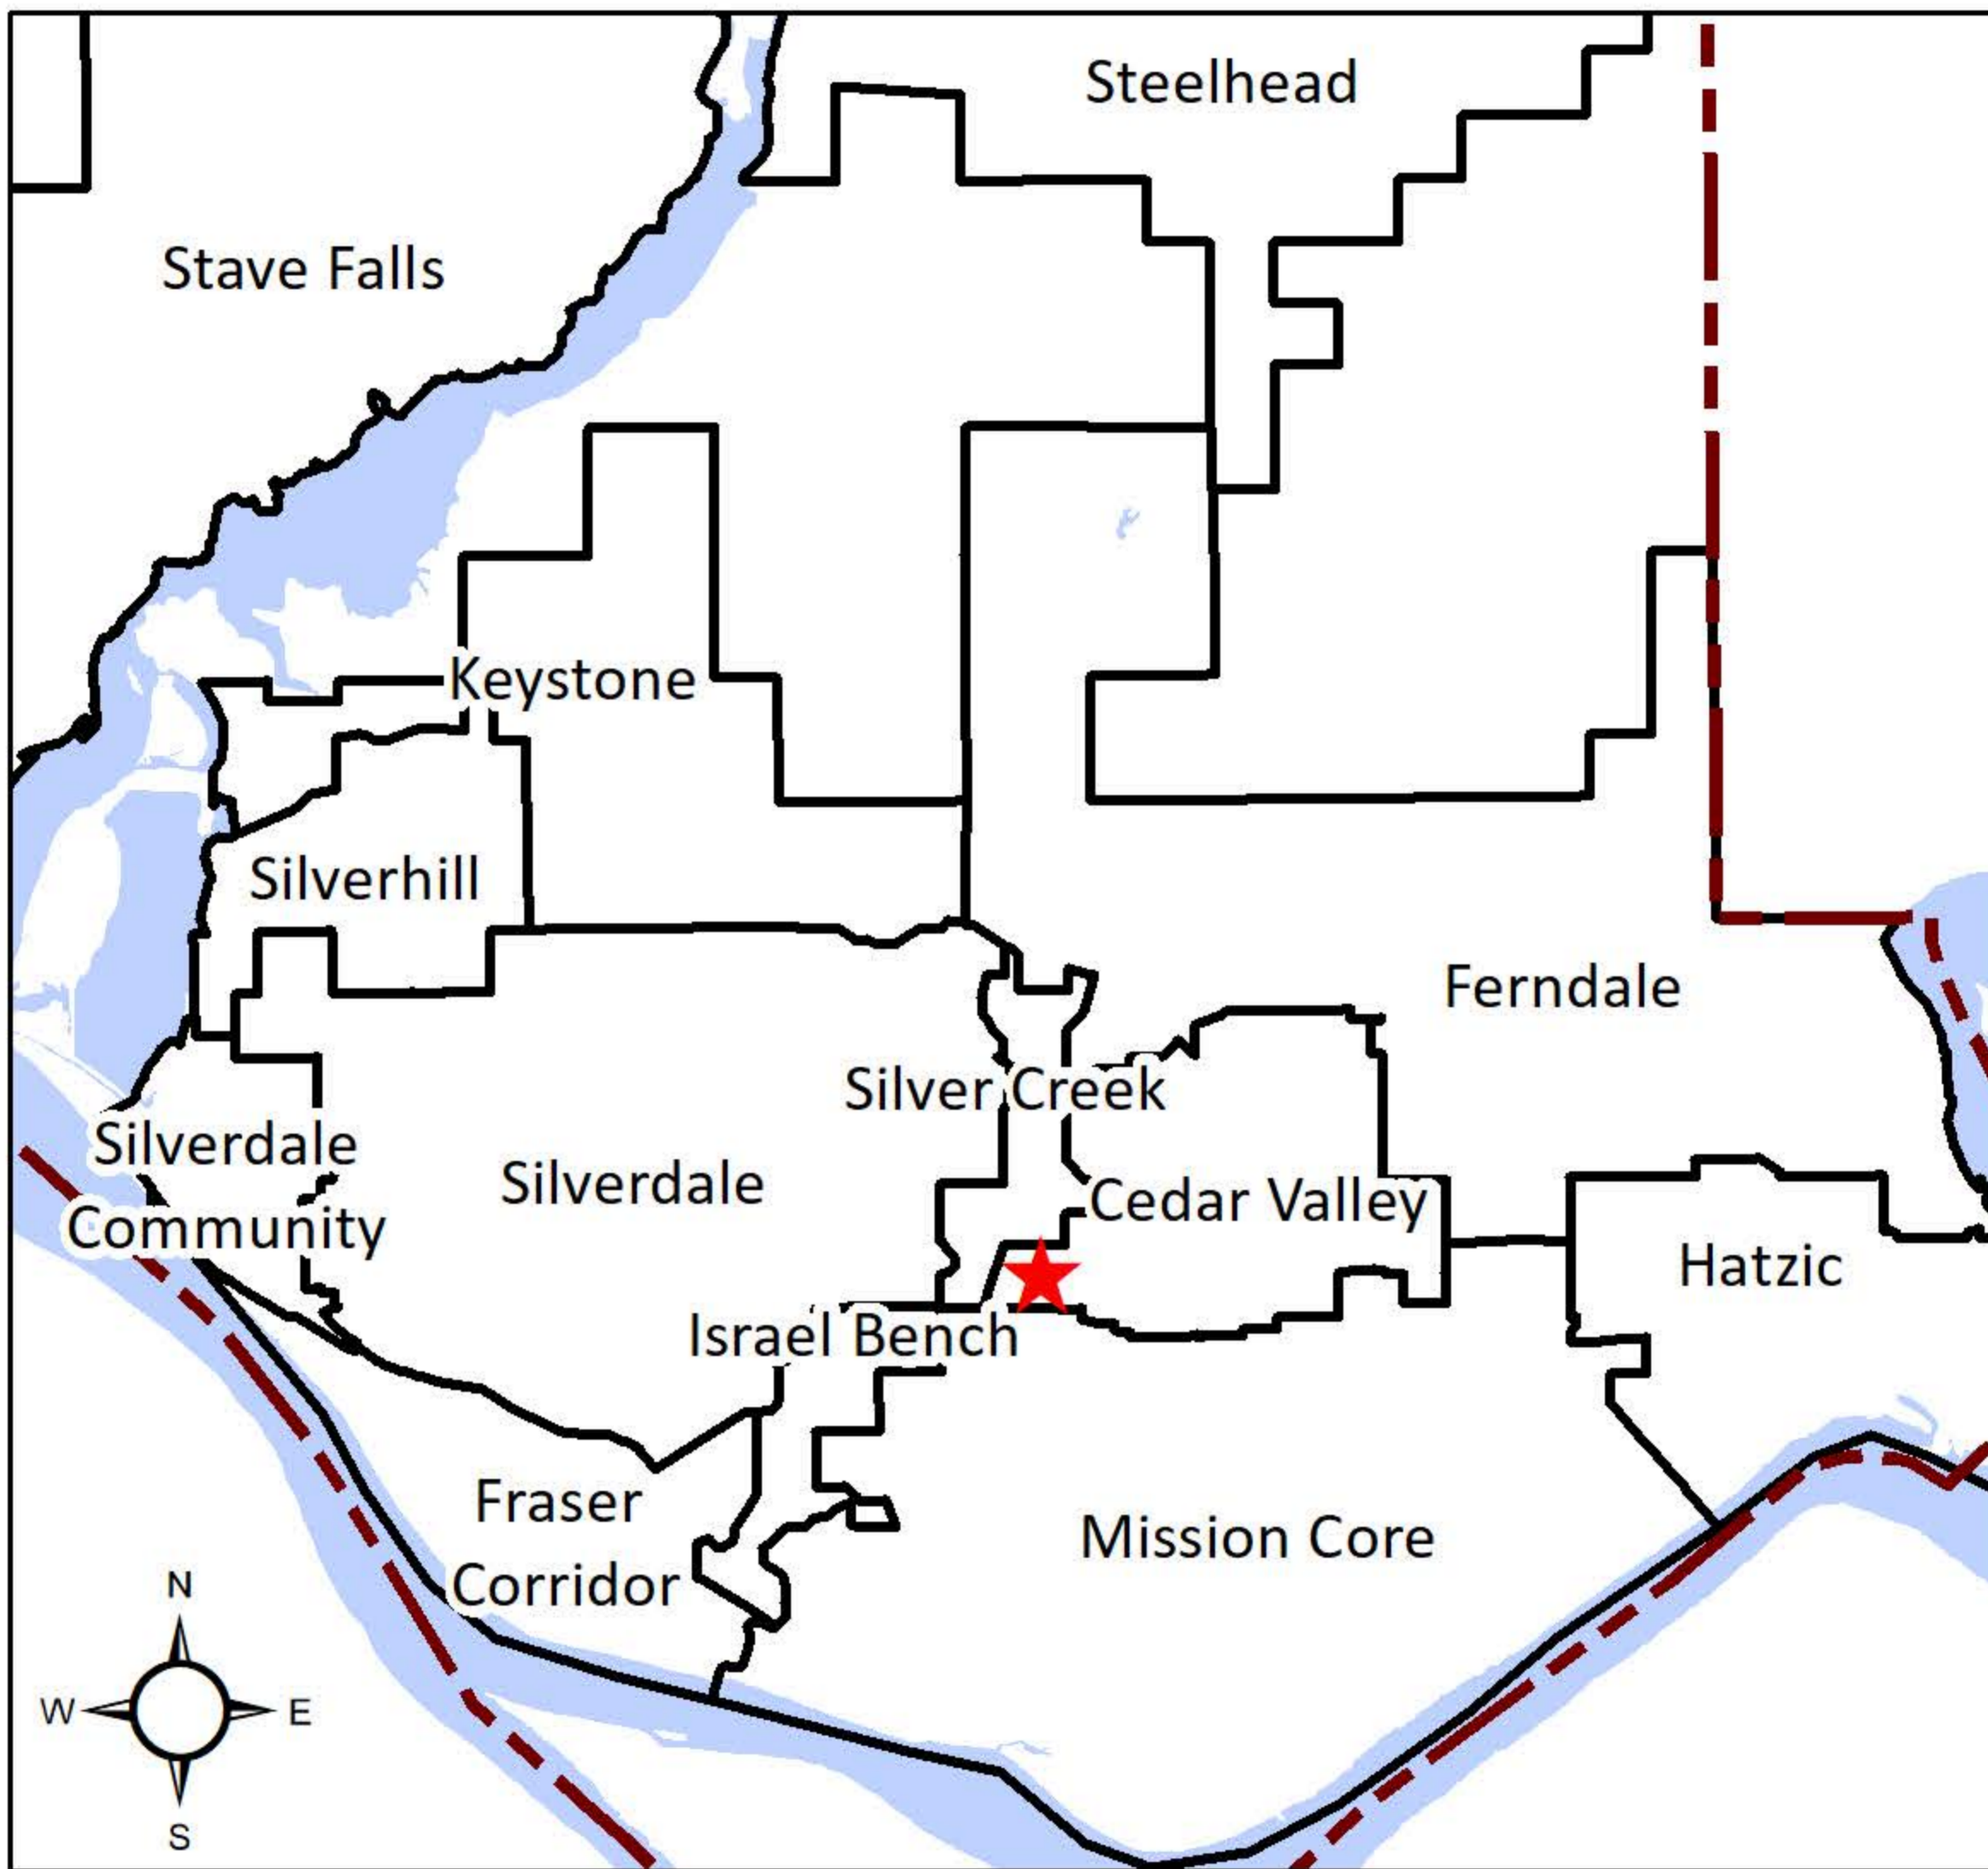 Steelhead
Stave Falls
Keystone
Silverhill
Ferndale
Silver Creek
Silverdale
Community
Silverdale
Cedar Valley
Hatzic
Israel Bench
Fraser
Corridor
Mission Core
N
W
E
S